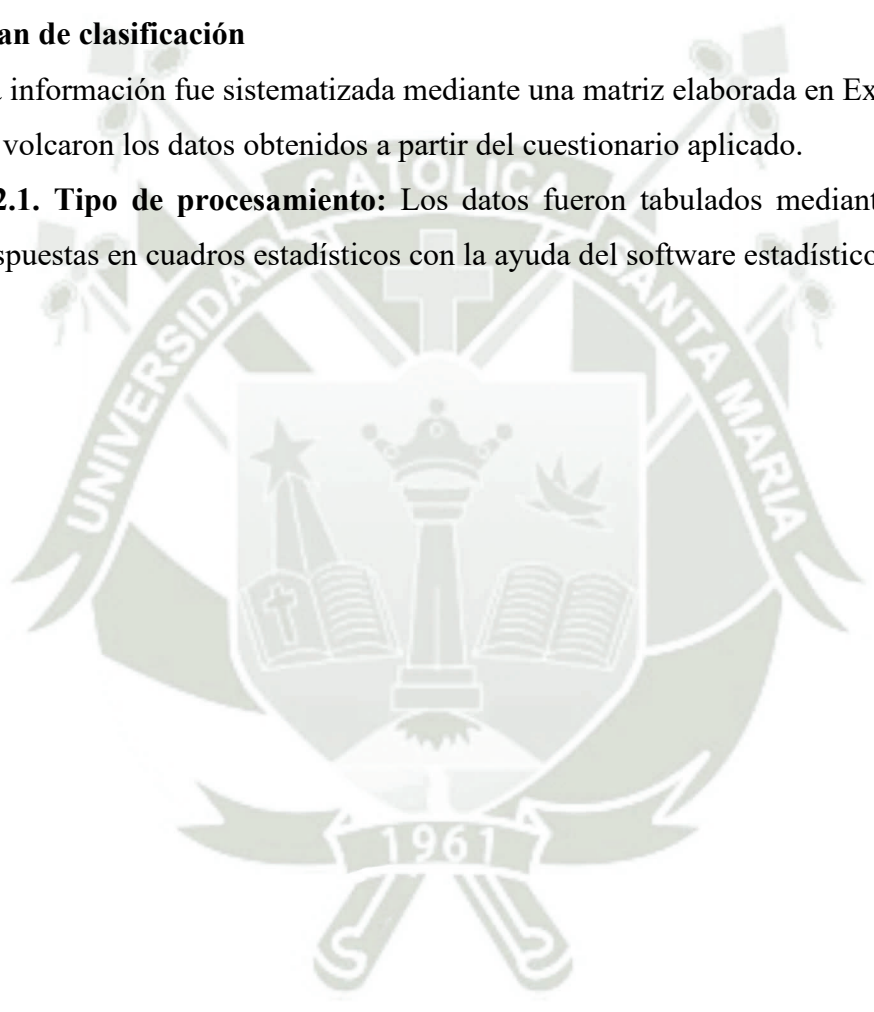 an de clasificación
información fue sistematizada mediante una matriz elaborada en Ex
volcaron los datos obtenidos a partir del cuestionario aplicado.
2.1. Tipo de procesamiento: Los datos fueron tabulados mediant
spuestas en cuadros estadísticos con la ayuda del software estadístico
UNIVERSIDAD CATOLICA SANTA MARIA
1961